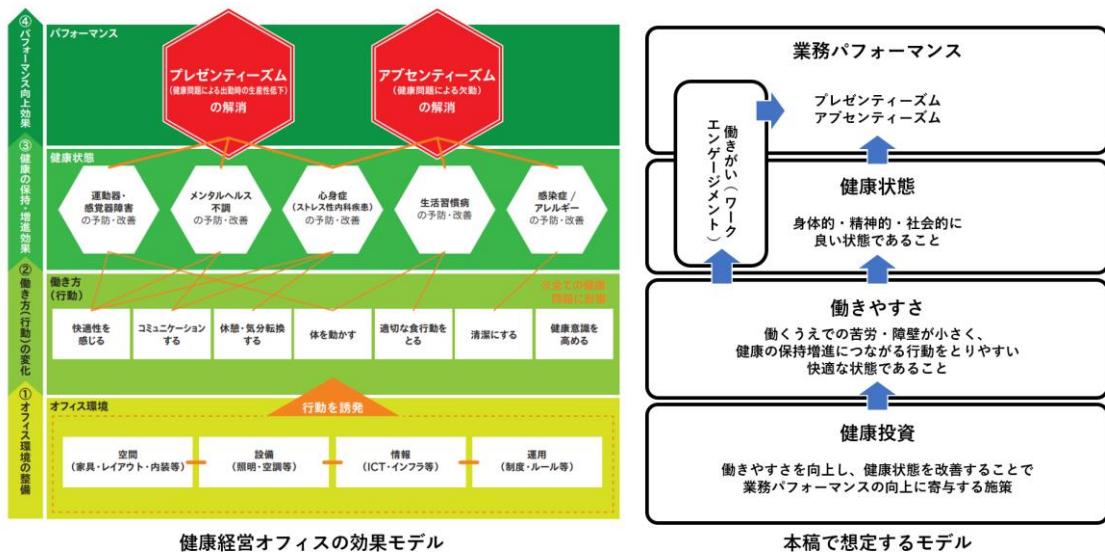 ④パフォーマンス向上効果
パフォーマンス
プレゼンティーズム
(健康問題による出勤時の生産性低下)
の解消
アブセンティーズム
(健康問題による欠勤)
の解消
③健康の保持・増進効果
健康状態
運動器・
感覚器障害
の予防・改善
メンタルヘルス
不調
の予防・改善
心身症
(ストレス性内科疾患)
の予防・改善
生活習慣病
の予防・改善
感染症/
アレルギー
の予防・改善
②働き方(行動)の変化
働き方
(行動)
※全ての健康
問題に影響
快適性を
感じる
コミュニケーション
する
休憩・気分転換
する
体を動かす
適切な食行動を
とる
清潔にする
健康意識を
高める
①オフィス環境の整備
オフィス環境
行動を誘発
空間
(家具・レイアウト・内装等)
設備
(照明・空調等)
情報
(ICT・インフラ等)
運用
(制度・ルール等)
健康経営オフィスの効果モデル
業務パフォーマンス
プレゼンティーズム
アブセンティーズム
働きがい(ワーク
エンゲージメント)
健康状態
身体的・精神的・社会的に
良い状態であること
働きやすさ
働くうえでの苦労・障壁が小さく、
健康の保持増進につながる行動をとりやすい
快適な状態であること
健康投資
働きやすさを向上し、健康状態を改善することで
業務パフォーマンスの向上に寄与する施策
本稿で想定するモデル